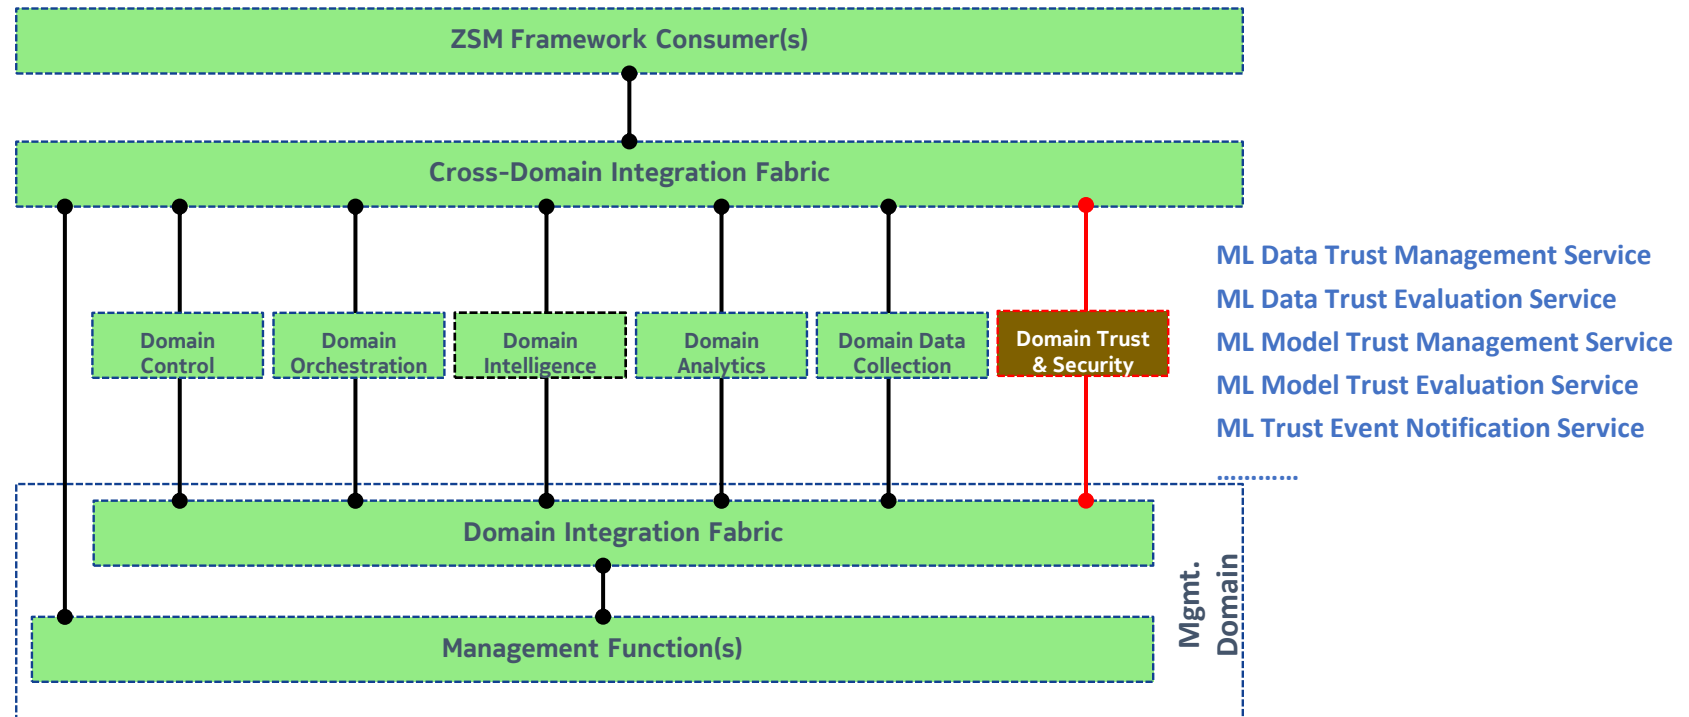 ZSM Framework Consumer(s)
Cross-Domain Integration Fabric
Domain
Control
Domain
Orchestration
Domain
Intelligence
Domain
Analytics
Domain Data
Collection
Domain Trust
& Security
ML Data Trust Management Service
ML Data Trust Evaluation Service
ML Model Trust Management Service
ML Model Trust Evaluation Service
ML Trust Event Notification Service
............
Domain Integration Fabric
Management Function(s)
Mgmt.
Domain